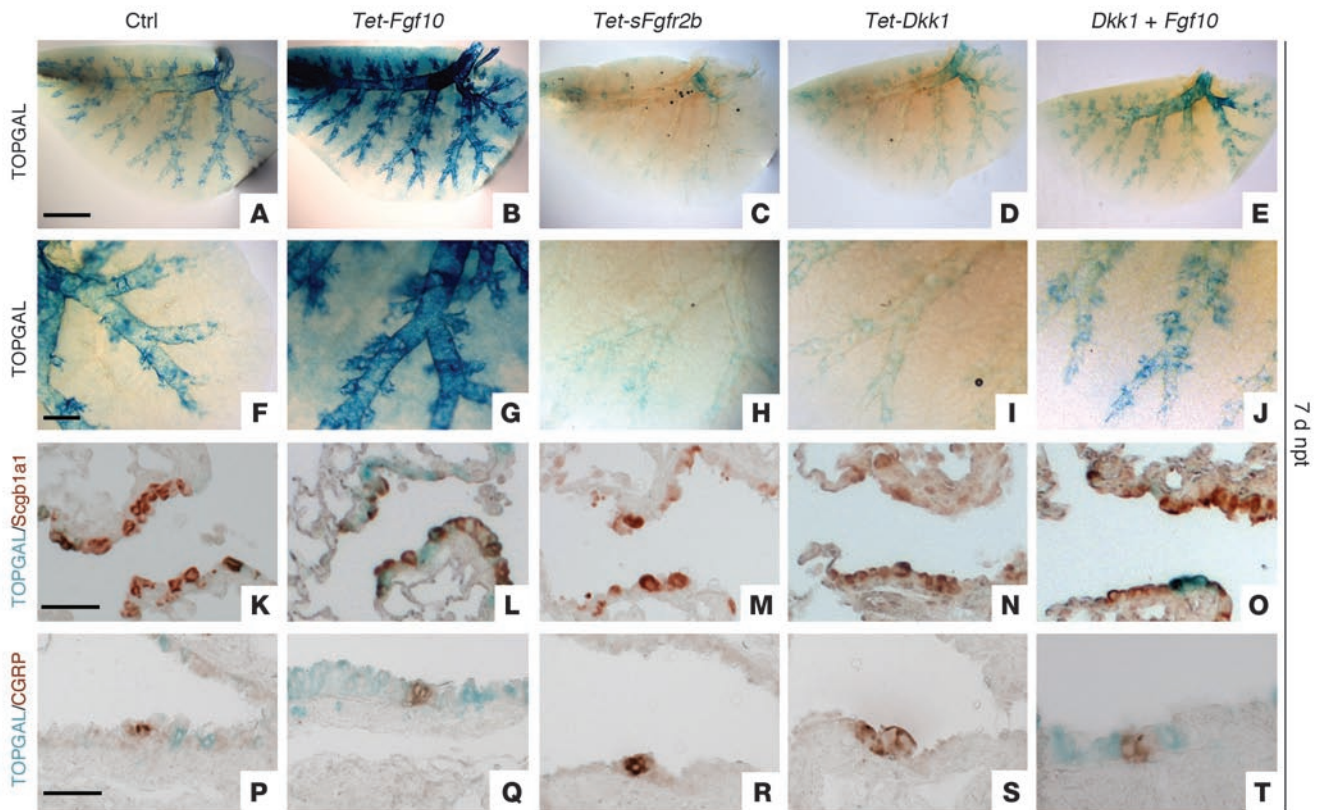 Ctrl Tet-Fgf10 Tet-sFgfr2b Tet-Dkk1 Dkk1 + Fgf10
TOPGAL
A B C D E
TOPGAL
F G H I J
TOPGAL/Scgb1a1
K L M N O
TOPGAL/CGRP
P Q R S T
7 d npt